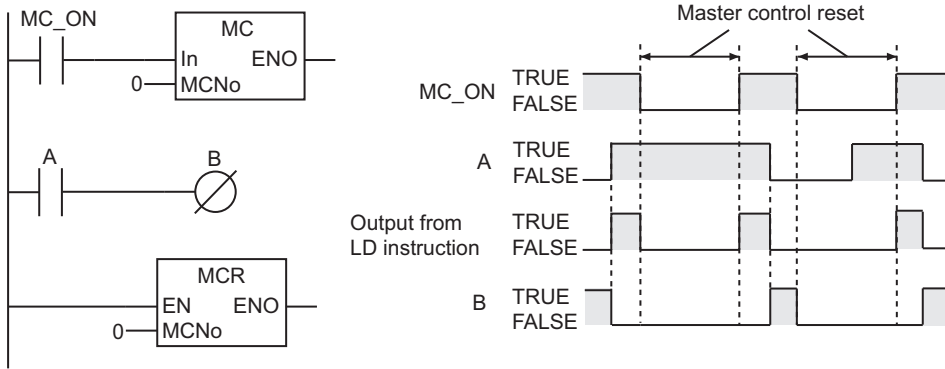 MC_ON
MC
In ENO
0 MCNo
A
B
MCR
EN ENO
0 MCNo
Master control reset
MC_ON
TRUE
FALSE
A
TRUE
FALSE
Output from
LD instruction
TRUE
FALSE
B
TRUE
FALSE